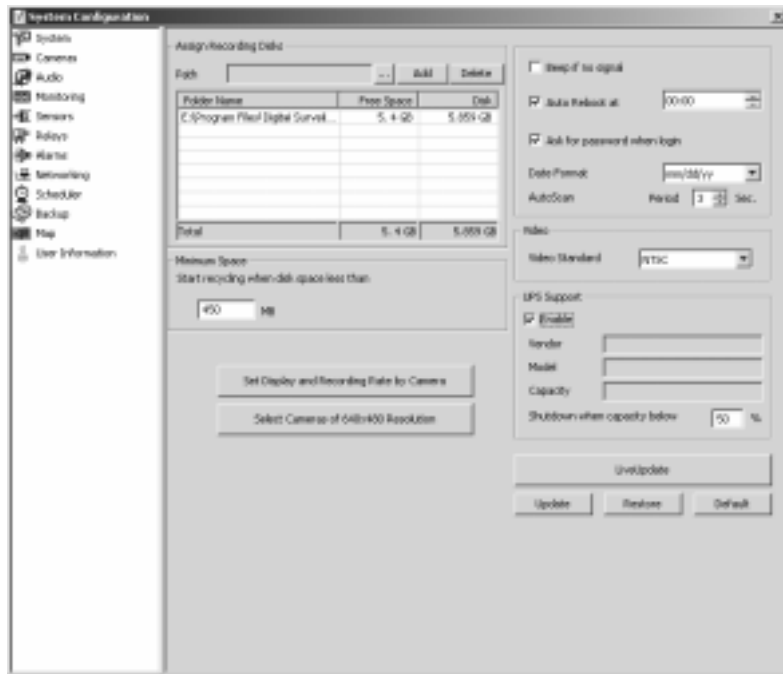 System Configuration
System
Cameras
Audio
Monitoring
Sensors
Relays
Alarms
Networking
Scheduler
Backup
Map
User Information
Assign Recording Disks
Path
... Add Delete
Folder Name Free Space Disk
C:\Program Files\Digital Surveil... 5.4 GB 5.859 GB
Total 5.4 GB 5.859 GB
Minimum Space
Start recycling when disk space less than
450 MB
Set Display and Recording Rate by Camera
Select Cameras of 640x480 Resolution
Beep if no signal
Auto Reboot at 00:00
Ask for password when login
Date Format mm/dd/yy
AutoScan Period 3 Sec.
Video
Video Standard NTSC
UPS Support
Enable
Vendor
Model
Capacity
Shutdown when capacity below 50 %
LiveUpdate
Update Restore Default